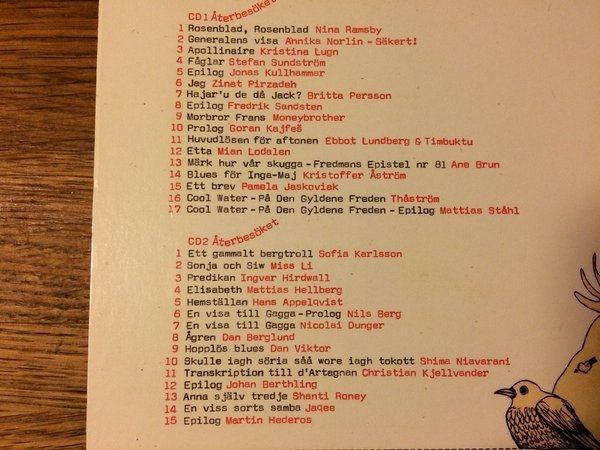 CD1 Återbesöket
1 Rosenblad, Rosenblad Nina Ramsby
2 Generalens visa Annika Norlin - Säkert!
3 Apollinaire Kristina Lugn
4 Fåglar Stefan Sundström
5 Epilog Jonas Kullhammar
6 Jag Zinat Pirzadeh
7 Hajar'u de då Jack? Britta Persson
8 Epilog Fredrik Sandsten
9 Morbror Frans Moneybrother
10 Prolog Goran Kajfeš
11 Huvudlösen för aftonen Ebbot Lundberg & Timbuktu
12 Etta Mian Lodalen
13 Märk hur vår skugga - Fredmans Epistel nr 81 Ane Brun
14 Blues för Inga-Maj Kristoffer Åström
15 Ett brev Pamela Jaskoviak
16 Cool Water - På Den Gyldene Freden Thåström
17 Cool Water - På Den Gyldene Freden - Epilog Mattias Ståhl
CD2 Återbesöket
1 Ett gammalt bergtroll Sofia Karlsson
2 Sonja och Siw Miss Li
3 Predikan Ingvar Hirdwall
4 Elisabeth Mattias Hellberg
5 Hemställan Hans Appelqvist
6 En visa till Gagga - Prolog Nils Berg
7 En visa till Gagga Nicolai Dunger
8 Ågren Dan Berglund
9 Hopplös blues Dan Viktor
10 Skulle iagh söria såå wore iagh tokott Shima Niavarani
11 Transkription till d'Artagnan Christian Kjellvander
12 Epilog Johan Berthling
13 Anna själv tredje Shanti Roney
14 En viss sorts samba Jaqee
15 Epilog Martin Hederos